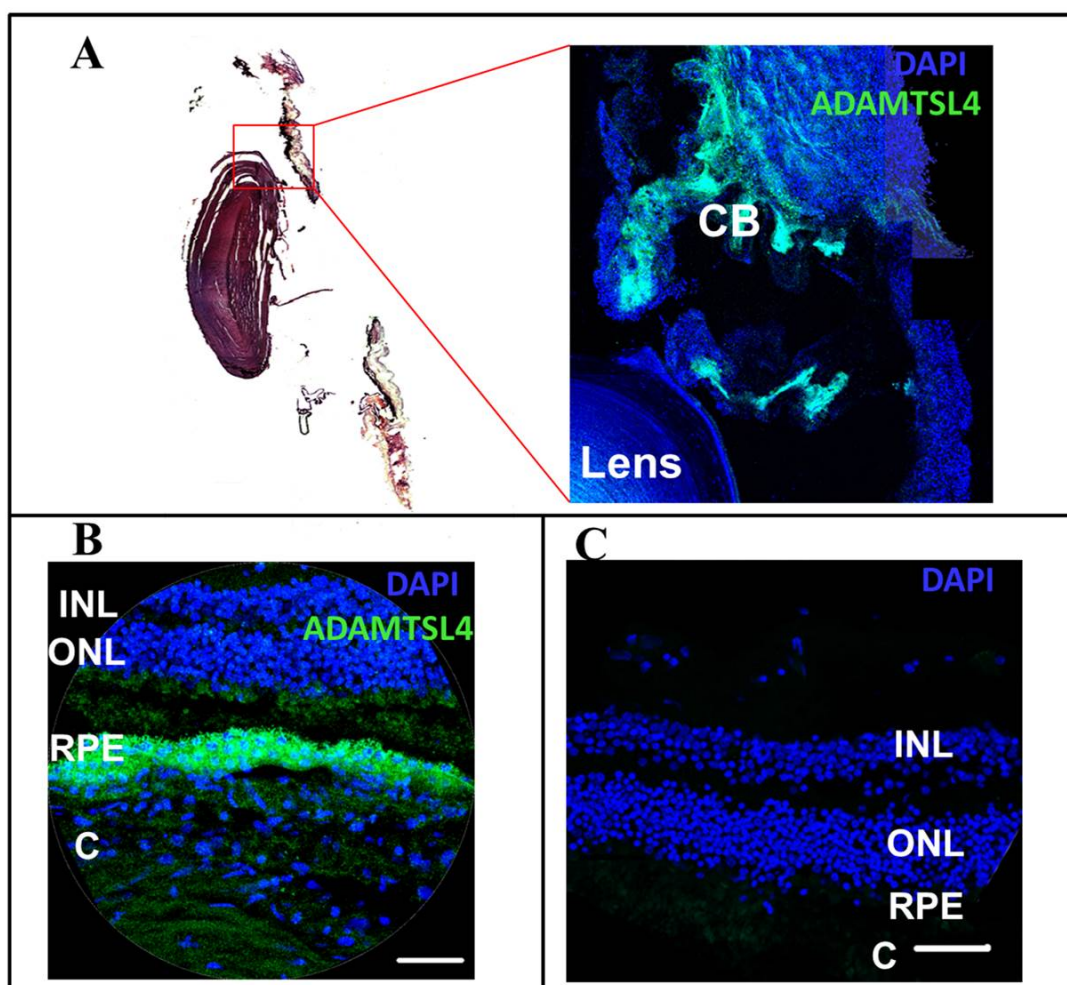 A
DAPI
ADAMTSL4
CB
Lens
B
DAPI
INL
ADAMTSL4
ONL
RPE
C
C
DAPI
INL
ONL
RPE
C